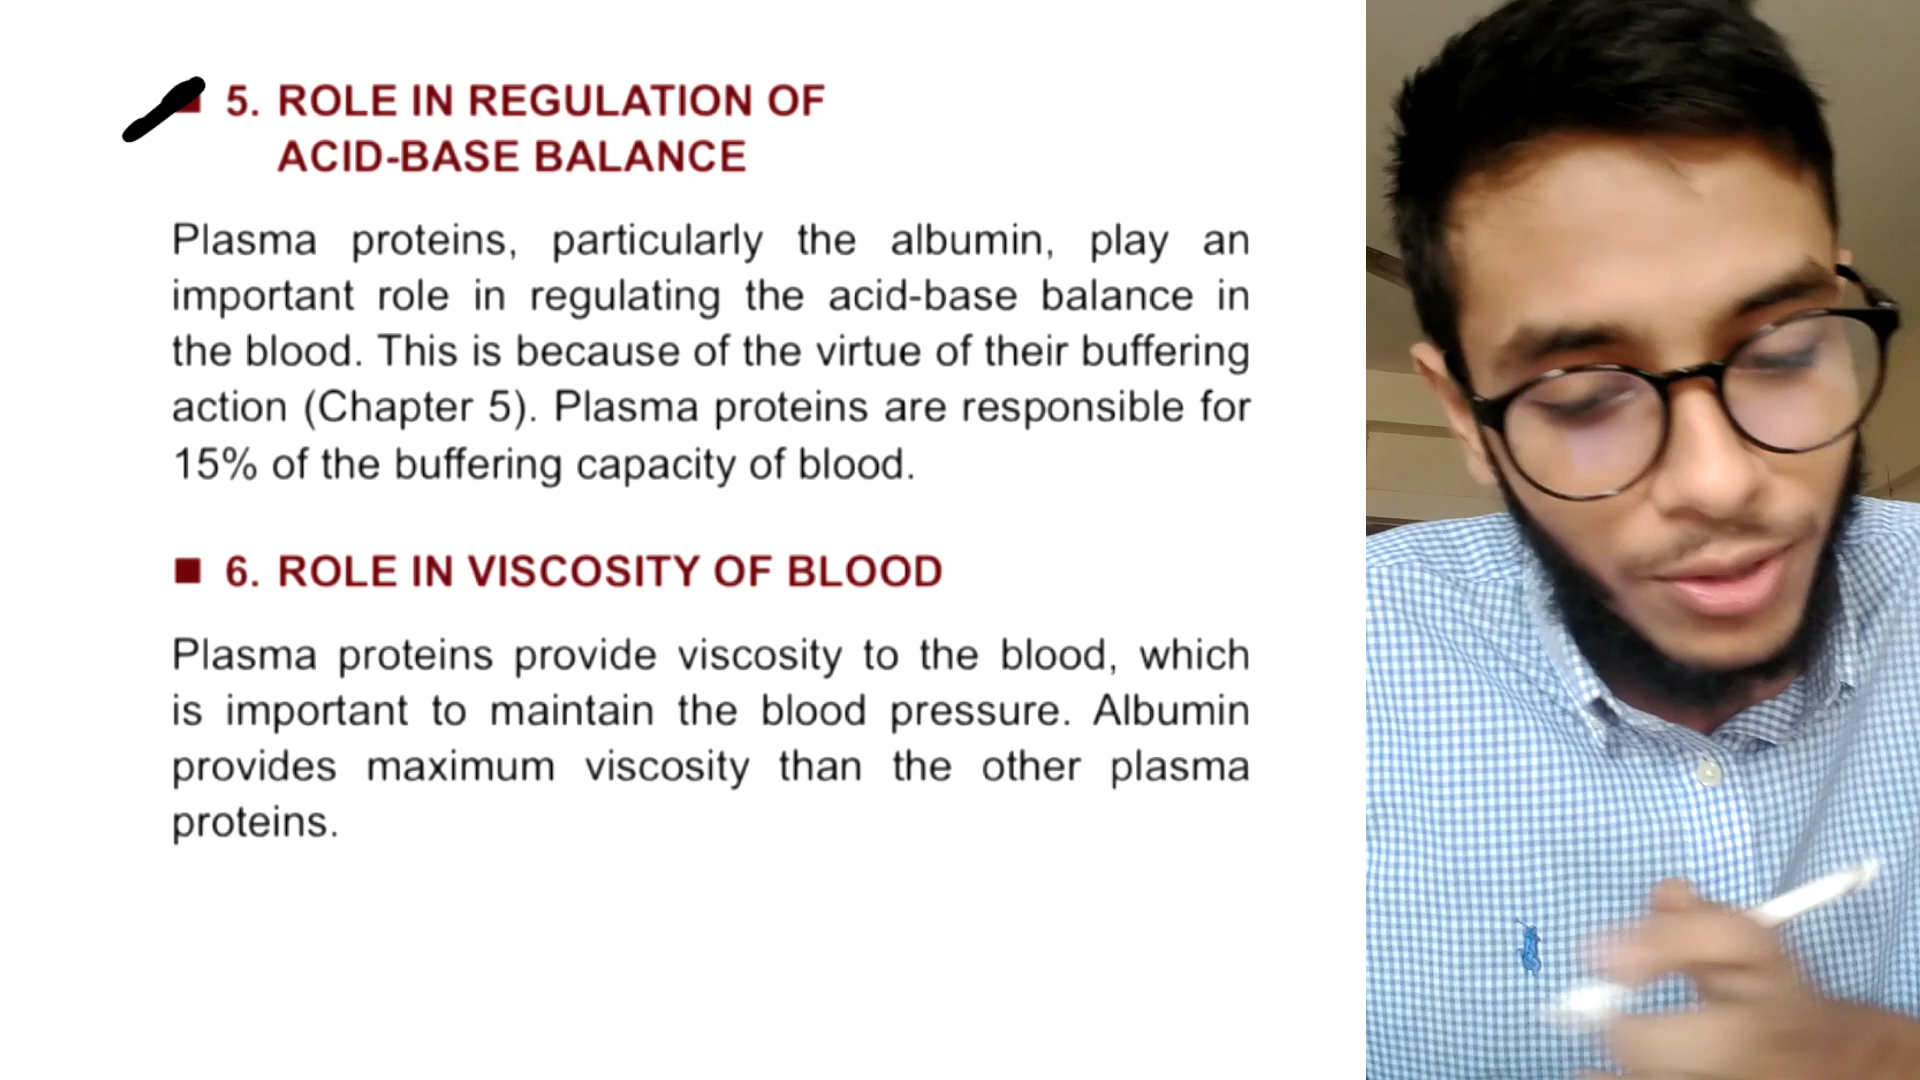 5. ROLE IN REGULATION OF
ACID-BASE BALANCE
Plasma proteins, particularly the albumin, play an
important role in regulating the acid-base balance in
the blood. This is because of the virtue of their buffering
action (Chapter 5). Plasma proteins are responsible for
15% of the buffering capacity of blood.
6. ROLE IN VISCOSITY OF BLOOD
Plasma proteins provide viscosity to the blood, which
is important to maintain the blood pressure. Albumin
provides maximum viscosity than the other plasma
proteins.